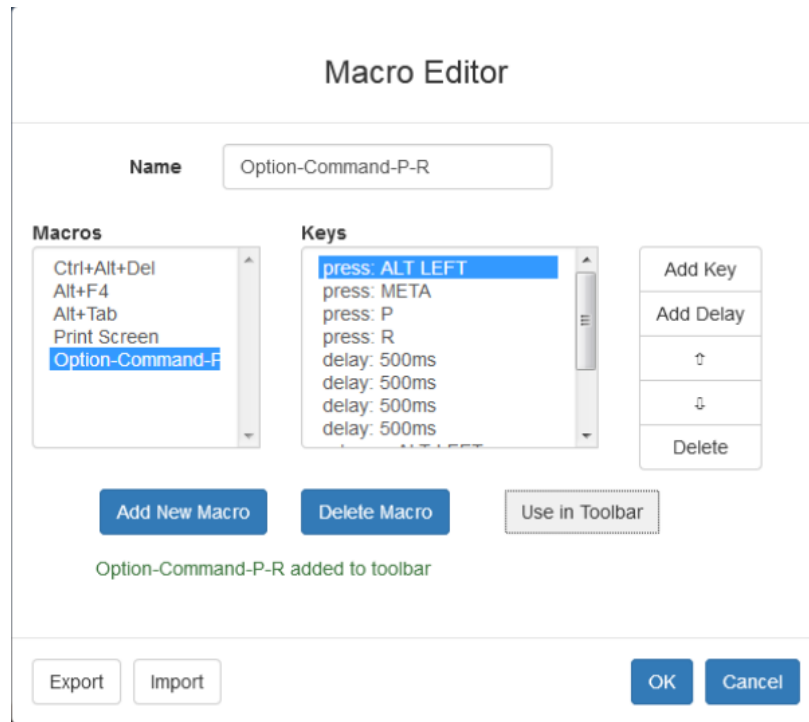 Macro Editor
Name
Option-Command-P-R
Macros
Ctrl+Alt+Del
Alt+F4
Alt+Tab
Print Screen
Option-Command-P
Keys
press: ALT LEFT
press: META
press: P
press: R
delay: 500ms
delay: 500ms
delay: 500ms
delay: 500ms
Add Key
Add Delay
⇧
⇩
Delete
Add New Macro
Delete Macro
Use in Toolbar
Option-Command-P-R added to toolbar
Export
Import
OK
Cancel